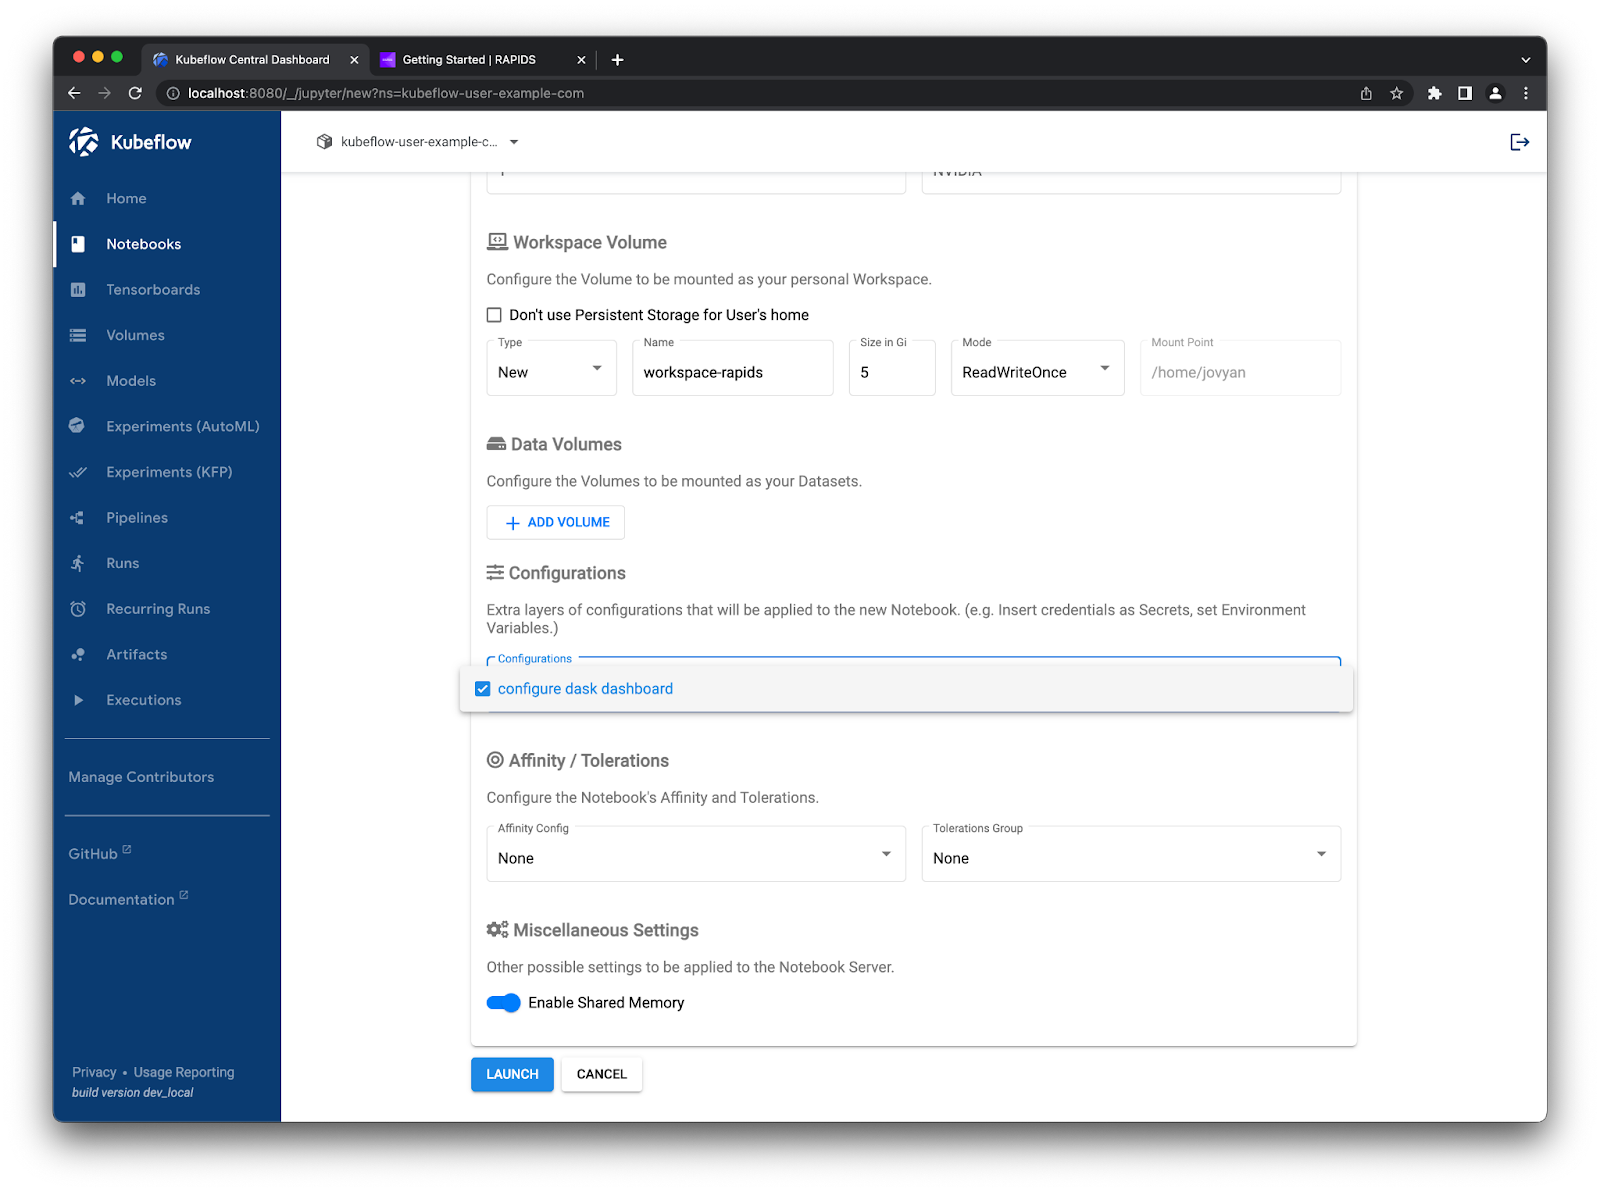 Kubeflow Central Dashboard
Getting Started | RAPIDS
localhost:8080/_/jupyter/new?ns=kubeflow-user-example-com
Kubeflow
kubeflow-user-example-c...
Home
Notebooks
Tensorboards
Volumes
Models
Experiments (AutoML)
Experiments (KFP)
Pipelines
Runs
Recurring Runs
Artifacts
Executions
Manage Contributors
GitHub
Documentation
Privacy • Usage Reporting
build version dev_local
NVIDIA
Workspace Volume
Configure the Volume to be mounted as your personal Workspace.
Don't use Persistent Storage for User's home
Type
New
Name
workspace-rapids
Size in Gi
5
Mode
ReadWriteOnce
Mount Point
/home/jovyan
Data Volumes
Configure the Volumes to be mounted as your Datasets.
ADD VOLUME
Configurations
Extra layers of configurations that will be applied to the new Notebook. (e.g. Insert credentials as Secrets, set Environment
Variables.)
Configurations
configure dask dashboard
Affinity / Tolerations
Configure the Notebook's Affinity and Tolerations.
Affinity Config
None
Tolerations Group
None
Miscellaneous Settings
Other possible settings to be applied to the Notebook Server.
Enable Shared Memory
LAUNCH
CANCEL